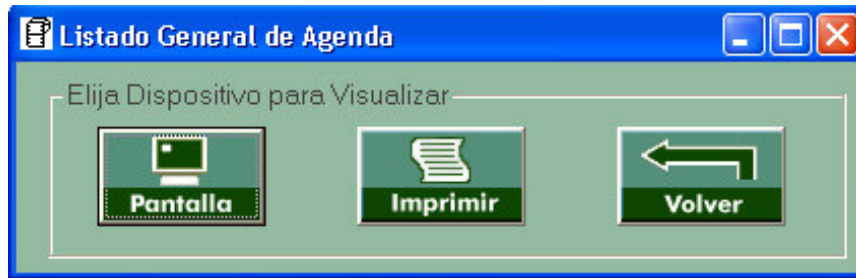 Listado General de Agenda
Elija Dispositivo para Visualizar
Pantalla
Imprimir
Volver